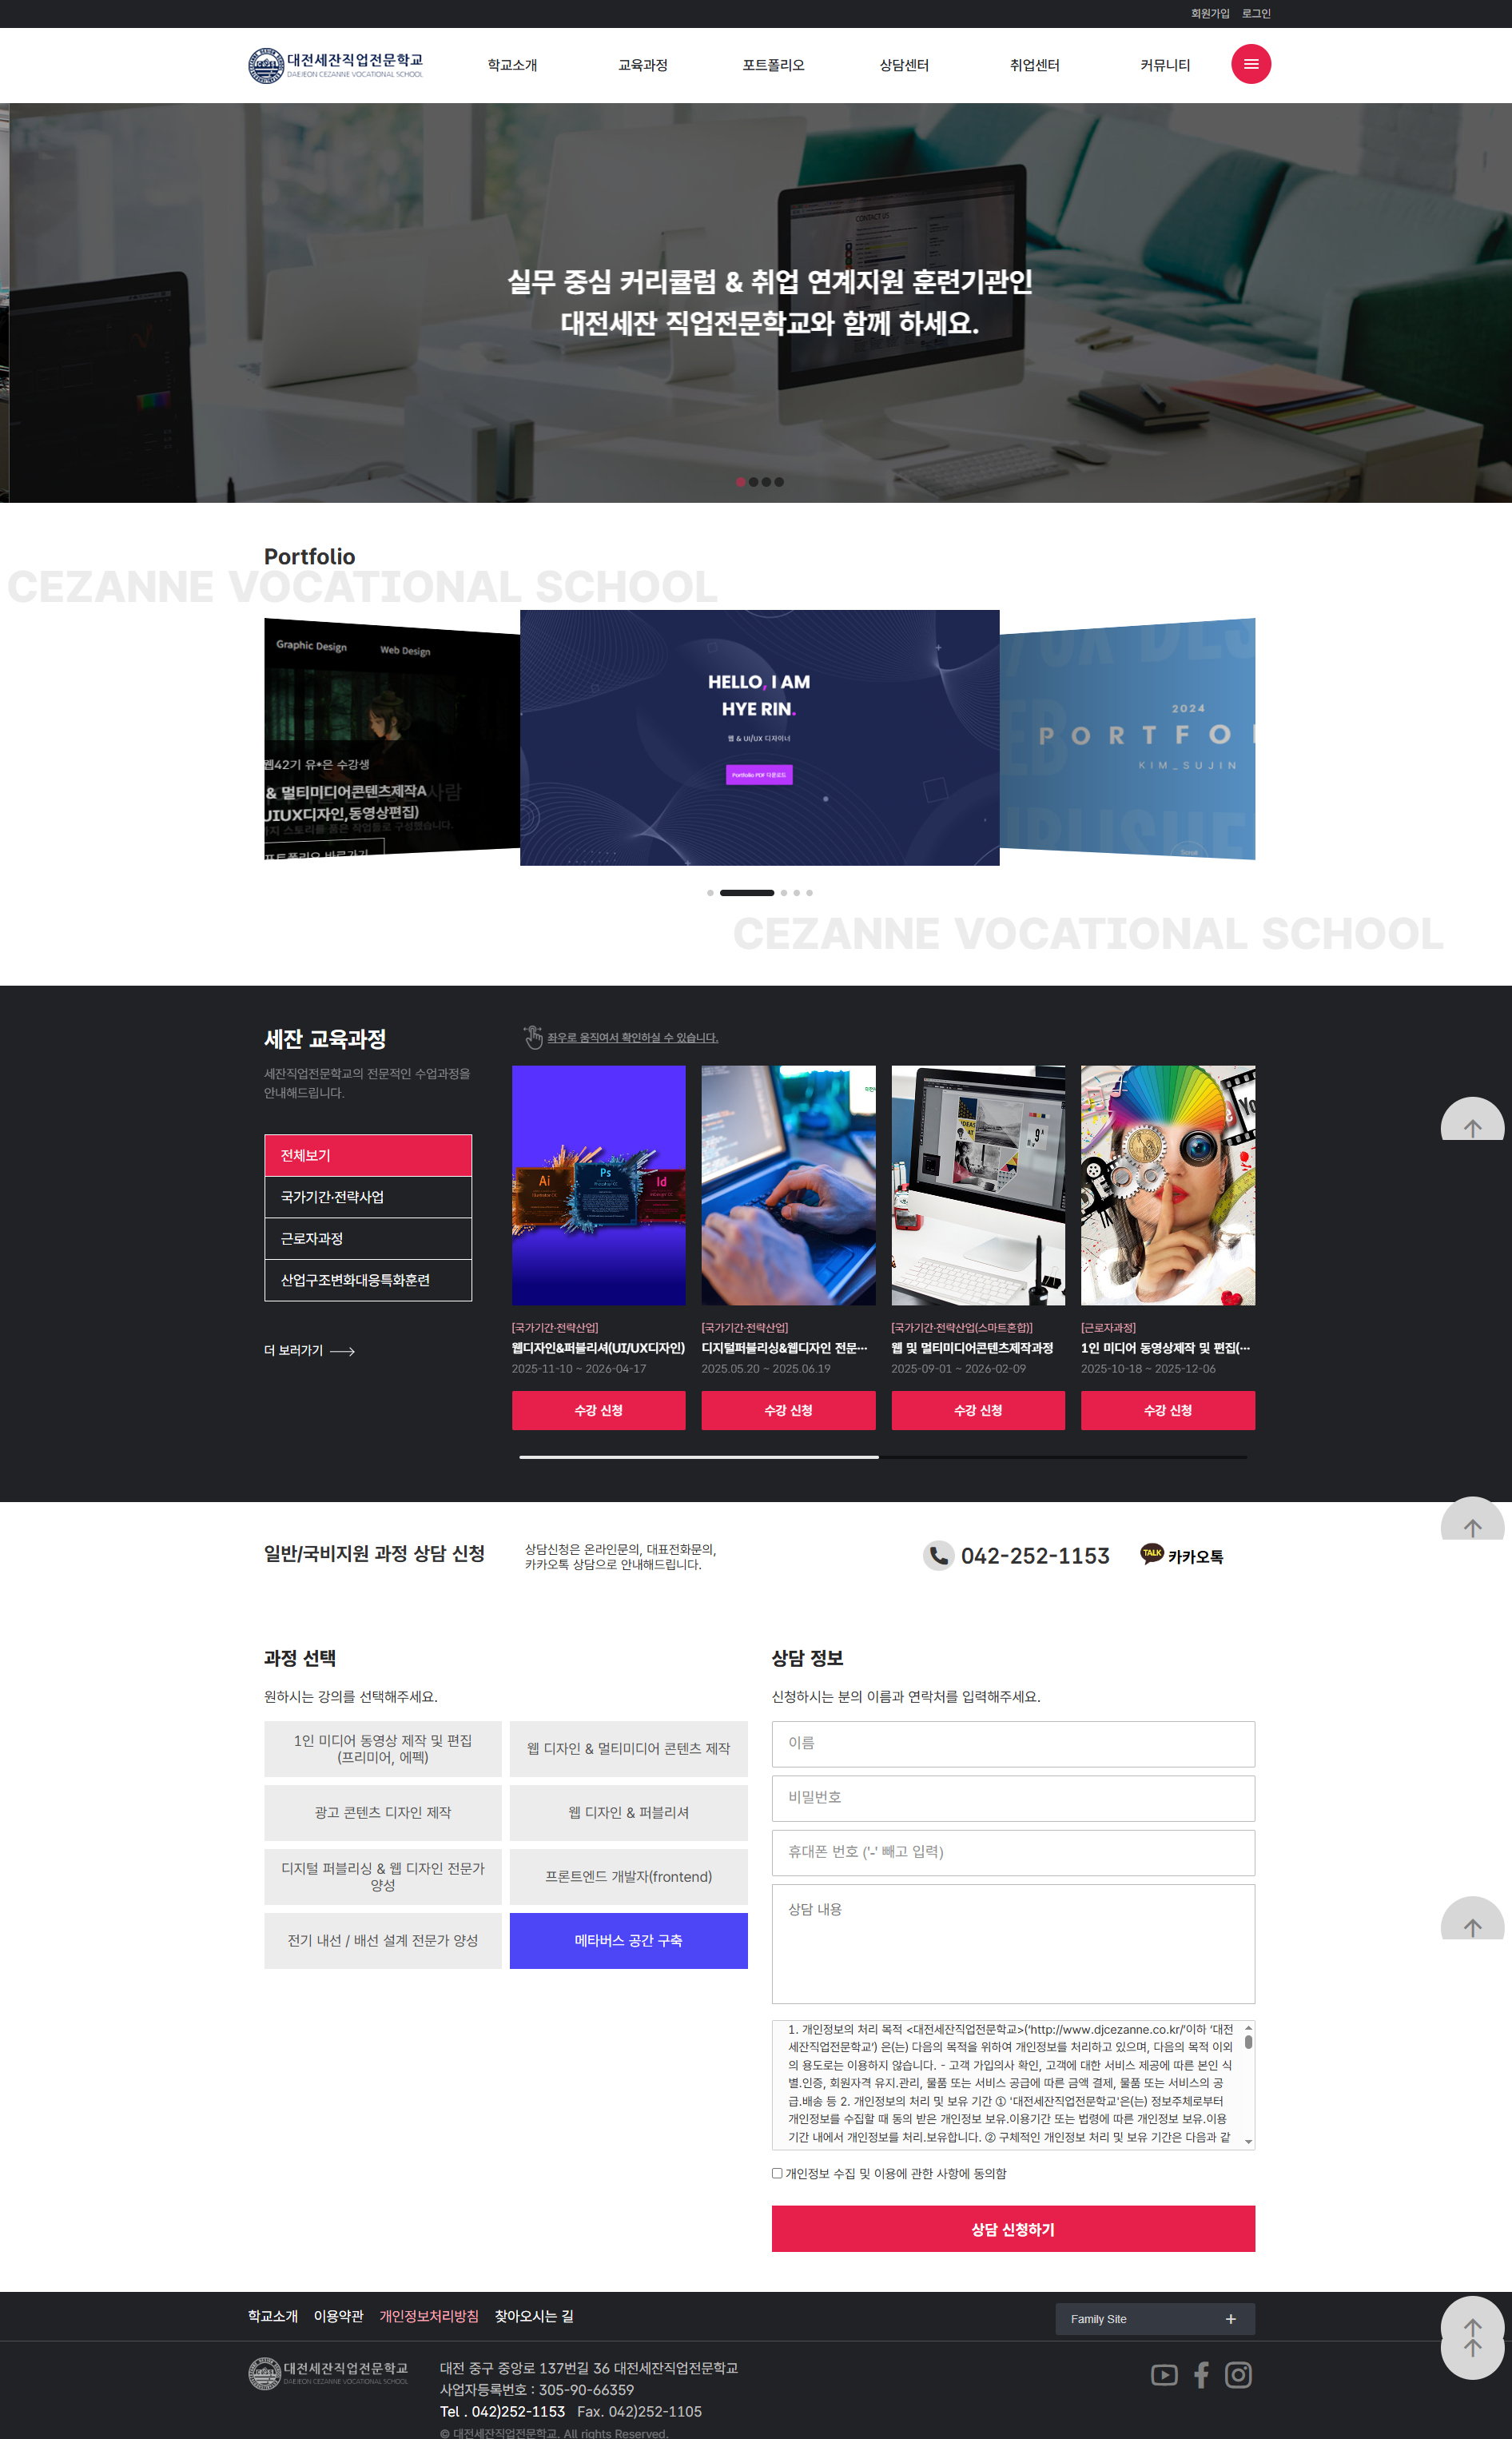 회원가입 로그인
대전세잔직업전문학교
DAEJEON CEZANNE VOCATIONAL SCHOOL
학교소개 교육과정 포트폴리오 상담센터 취업센터 커뮤니티
CONTACT US
실무 중심 커리큘럼 & 취업 연계지원 훈련기관인
대전세잔 직업전문학교와 함께 하세요.
Portfolio
CEZANNE VOCATIONAL SCHOOL
Graphic Design Web Design
웹42기 유*은 수강생
& 멀티미디어콘텐츠제작A
UIUX디자인,동영상편집)
HELLO, I AM
HYE RIN.
웹 & UI/UX 디자이너
Portfolio PDF 다운로드
2024
PORTFO
KIM_SUJIN
CEZANNE VOCATIONAL SCHOOL
세잔 교육과정
세잔직업전문학교의 전문적인 수업과정을
안내해드립니다.
전체보기
국가기간·전략사업
근로자과정
산업구조변화대응특화훈련
더 보러가기
좌우로 움직여서 확인하실 수 있습니다.
Ai
Ps
Id
[국가기간·전략산업]
웹디자인&퍼블리셔(UI/UX디자인)
2025-11-10 ~ 2026-04-17
수강 신청
[국가기간·전략산업]
디지털퍼블리싱&웹디자인 전문…
2025.05.20 ~ 2025.06.19
수강 신청
[국가기간·전략산업(스마트혼합)]
웹 및 멀티미디어콘텐츠제작과정
2025-09-01 ~ 2026-02-09
수강 신청
[근로자과정]
1인 미디어 동영상제작 및 편집(…
2025-10-18 ~ 2025-12-06
수강 신청
일반/국비지원 과정 상담 신청
상담신청은 온라인문의, 대표전화문의,
카카오톡 상담으로 안내해드립니다.
042-252-1153
TALK 카카오톡
과정 선택
원하시는 강의를 선택해주세요.
1인 미디어 동영상 제작 및 편집
(프리미어, 에펙)
웹 디자인 & 멀티미디어 콘텐츠 제작
광고 콘텐츠 디자인 제작
웹 디자인 & 퍼블리셔
디지털 퍼블리싱 & 웹 디자인 전문가
양성
프론트엔드 개발자(frontend)
전기 내선 / 배선 설계 전문가 양성
메타버스 공간 구축
상담 정보
신청하시는 분의 이름과 연락처를 입력해주세요.
이름
비밀번호
휴대폰 번호 ('-' 빼고 입력)
상담 내용
1. 개인정보의 처리 목적 <대전세잔직업전문학교>('http://www.djcezanne.co.kr/'이하 '대전
세잔직업전문학교') 은(는) 다음의 목적을 위하여 개인정보를 처리하고 있으며, 다음의 목적 이외
의 용도로는 이용하지 않습니다. - 고객 가입의사 확인, 고객에 대한 서비스 제공에 따른 본인 식
별.인증, 회원자격 유지.관리, 물품 또는 서비스 공급에 따른 금액 결제, 물품 또는 서비스의 공
급.배송 등 2. 개인정보의 처리 및 보유 기간 ① '대전세잔직업전문학교'은(는) 정보주체로부터
개인정보를 수집할 때 동의 받은 개인정보 보유.이용기간 또는 법령에 따른 개인정보 보유.이용
기간 내에서 개인정보를 처리.보유합니다. ② 구체적인 개인정보 처리 및 보유 기간은 다음과 같
개인정보 수집 및 이용에 관한 사항에 동의함
상담 신청하기
학교소개 이용약관 개인정보처리방침 찾아오시는 길
Family Site +
대전세잔직업전문학교
DAEJEON CEZANNE VOCATIONAL SCHOOL
대전 중구 중앙로 137번길 36 대전세잔직업전문학교
사업자등록번호 : 305-90-66359
Tel . 042)252-1153 Fax. 042)252-1105
© 대전세잔직업전문학교. All rights Reserved.